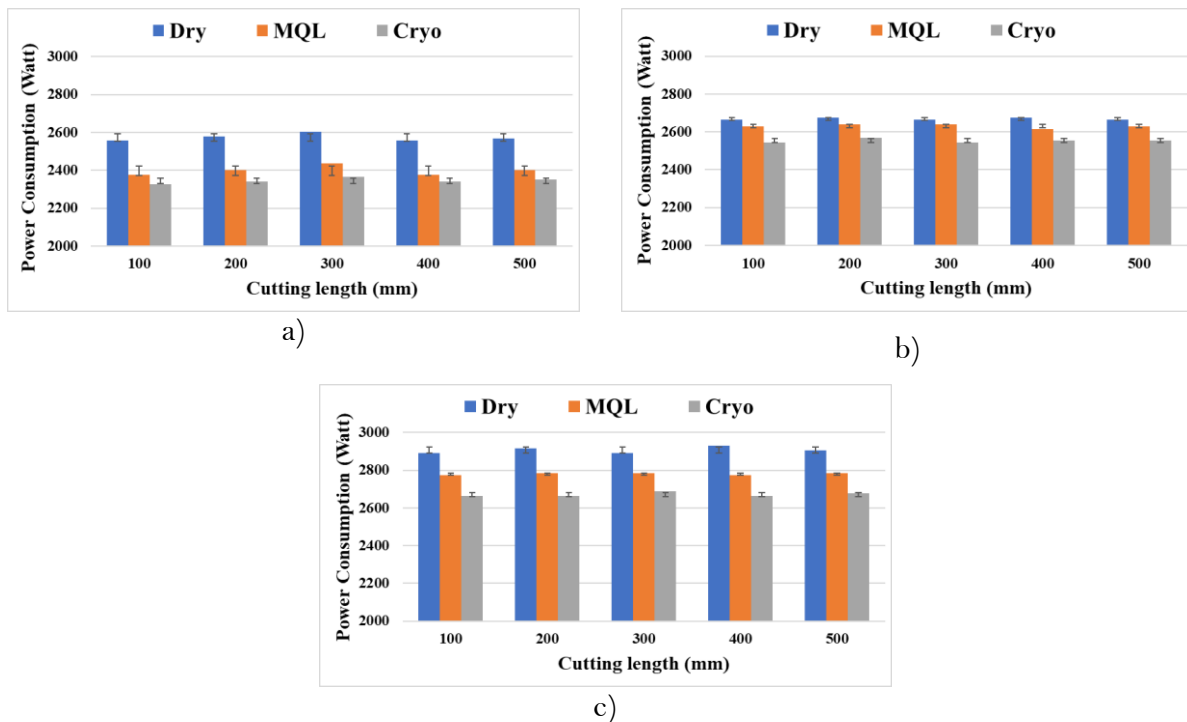 Dry MQL Cryo
Power Consumption (Watt)
3000
2800
2600
2400
2200
2000
100 200 300 400 500
Cutting length (mm)
a)
Dry MQL Cryo
Power Consumption (Watt)
3000
2800
2600
2400
2200
2000
100 200 300 400 500
Cutting length (mm)
b)
Dry MQL Cryo
Power Consumption (Watt)
3000
2800
2600
2400
2200
2000
100 200 300 400 500
Cutting length (mm)
c)